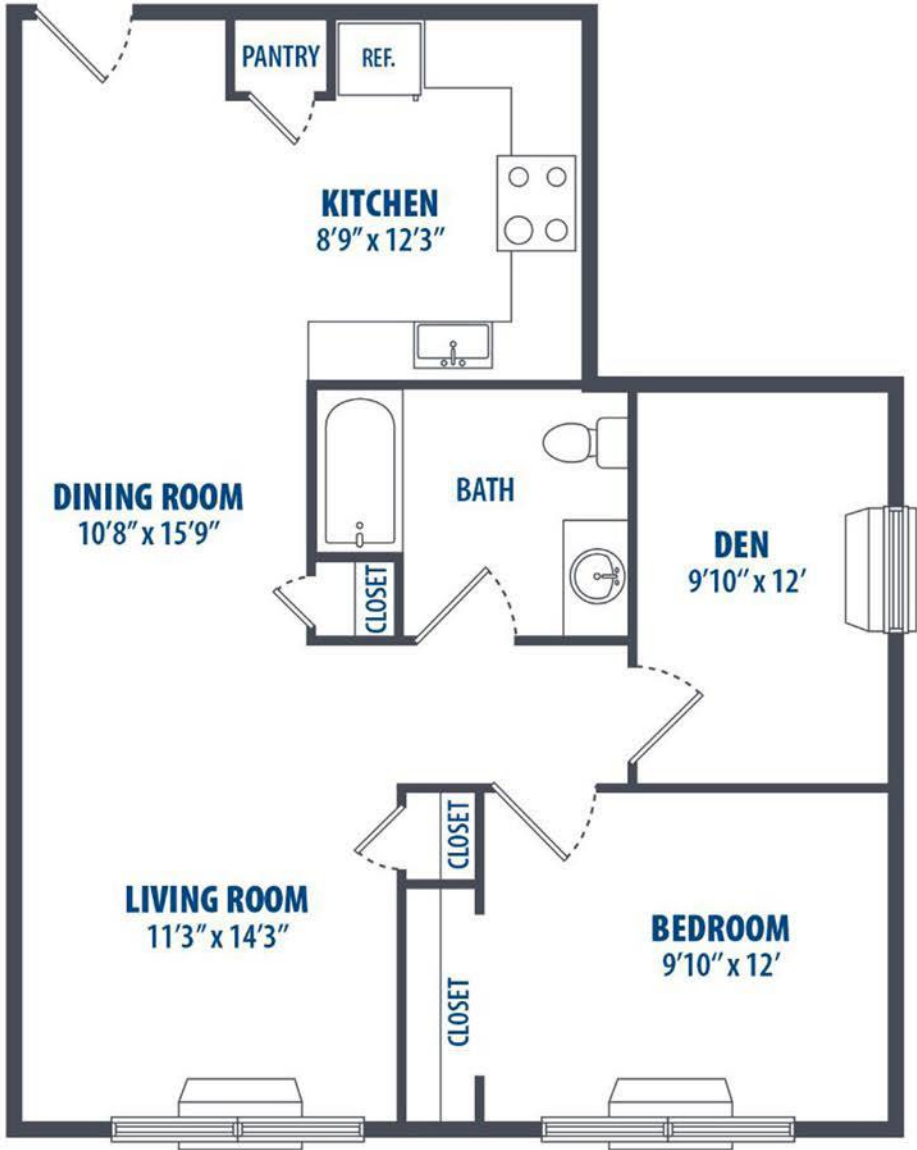 PANTRY
REF.
KITCHEN
8'9" x 12'3"
DINING ROOM
10'8" x 15'9"
BATH
CLOSET
DEN
9'10" x 12'
CLOSET
LIVING ROOM
11'3" x 14'3"
BEDROOM
9'10" x 12'
CLOSET